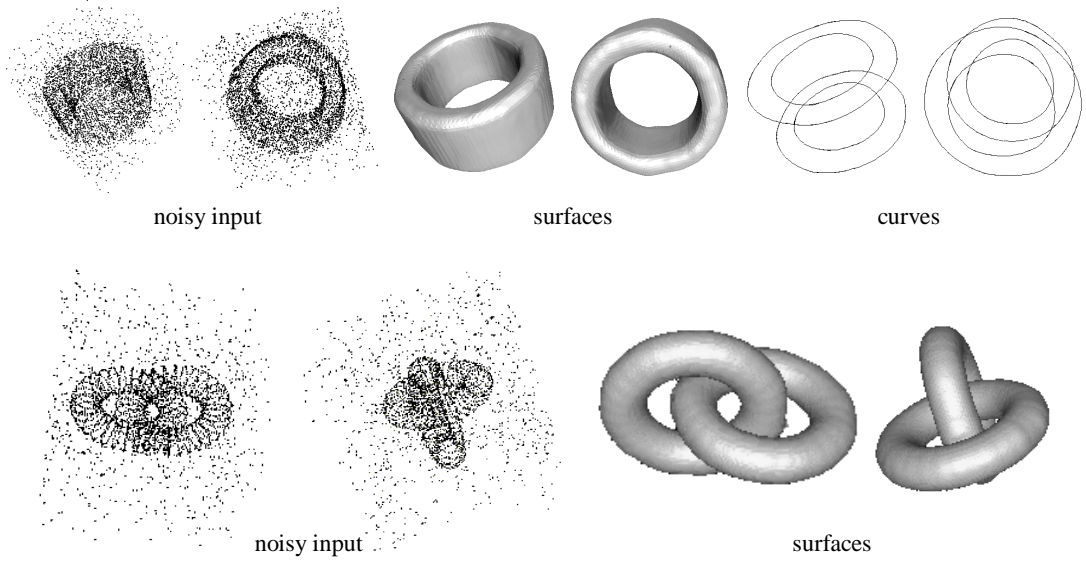 noisy input
surfaces
curves
noisy input
surfaces